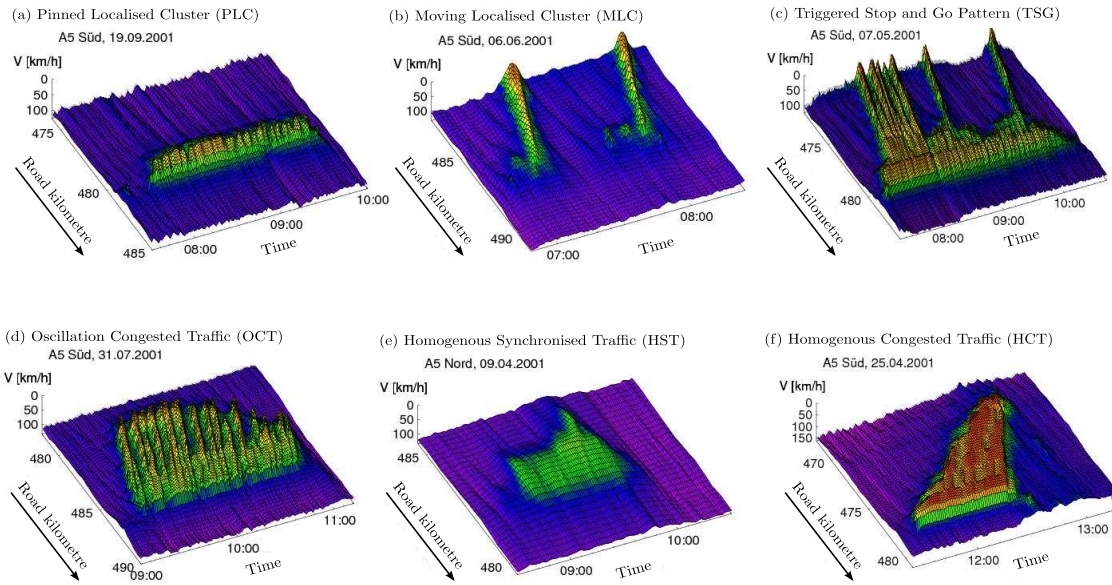 (a) Pinned Localised Cluster (PLC)
A5 Süd, 19.09.2001
V [km/h]
0
50
100
475
480
485
Road kilometre
08:00
09:00
10:00
Time
(b) Moving Localised Cluster (MLC)
A5 Süd, 06.06.2001
V [km/h]
0
50
100
485
490
Road kilometre
07:00
08:00
Time
(c) Triggered Stop and Go Pattern (TSG)
A5 Süd, 07.05.2001
V [km/h]
0
50
100
475
480
Road kilometre
08:00
09:00
10:00
Time
(d) Oscillation Congested Traffic (OCT)
A5 Süd, 31.07.2001
V [km/h]
0
50
100
480
485
490
Road kilometre
09:00
10:00
11:00
Time
(e) Homogenous Synchronised Traffic (HST)
A5 Nord, 09.04.2001
V [km/h]
0
50
100
485
480
Road kilometre
09:00
10:00
Time
(f) Homogenous Congested Traffic (HCT)
A5 Süd, 25.04.2001
V [km/h]
0
50
100
150
470
475
480
Road kilometre
12:00
13:00
Time